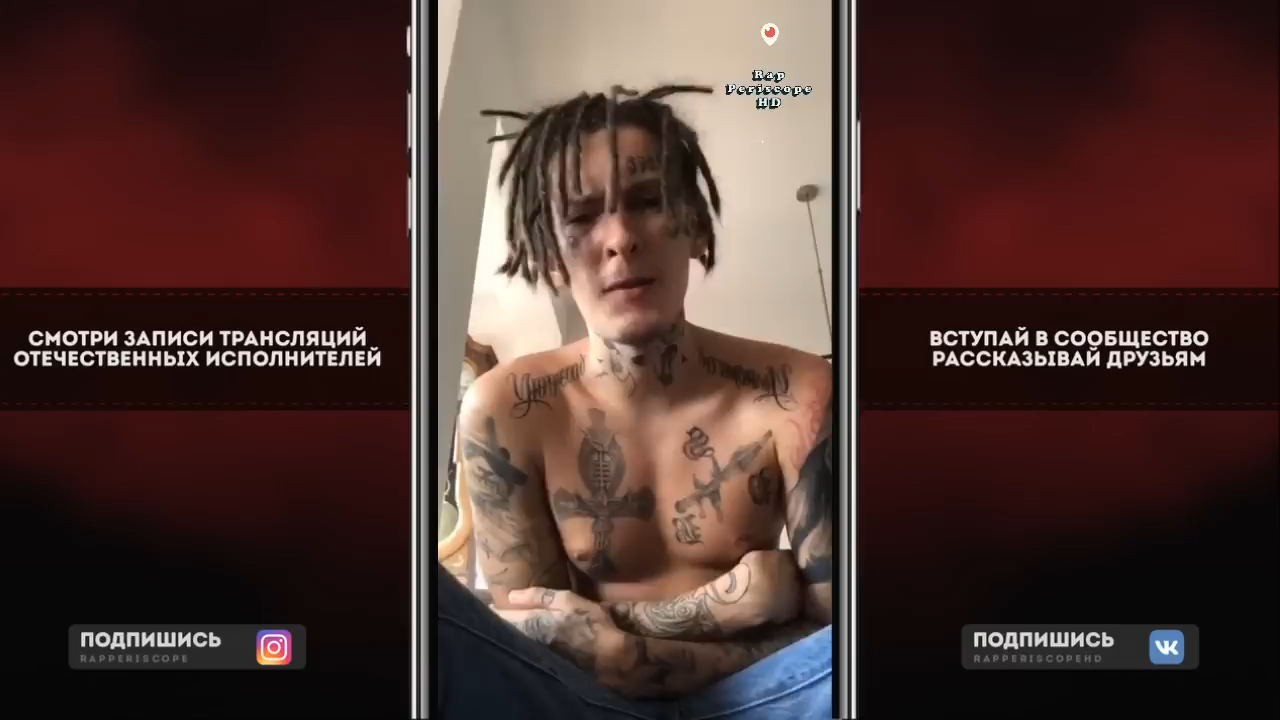 Rap
Periscope
HD
СМОТРИ ЗАПИСИ ТРАНСЛЯЦИЙ
ОТЕЧЕСТВЕННЫХ ИСПОЛНИТЕЛЕЙ
ВСТУПАЙ В СООБЩЕСТВО
РАССКАЗЫВАЙ ДРУЗЬЯМ
ПОДПИШИСЬ
RAPPERISCOPE
ПОДПИШИСЬ
RAPPERISCOPEHD